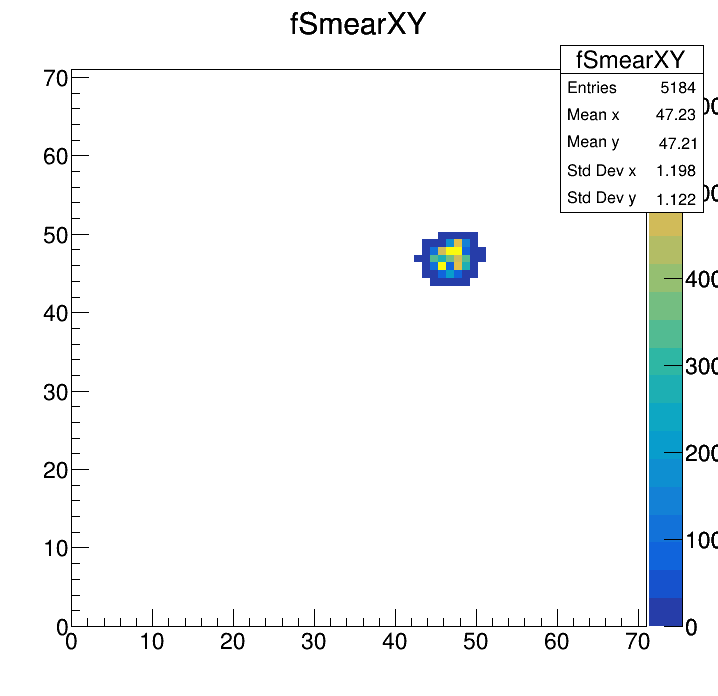 fSmearXY
fSmearXY
Entries 5184
Mean x 47.23
Mean y 47.21
Std Dev x 1.198
Std Dev y 1.122
70
60
50
40
30
20
10
0
0 10 20 30 40 50 60 70
400
300
200
100
0